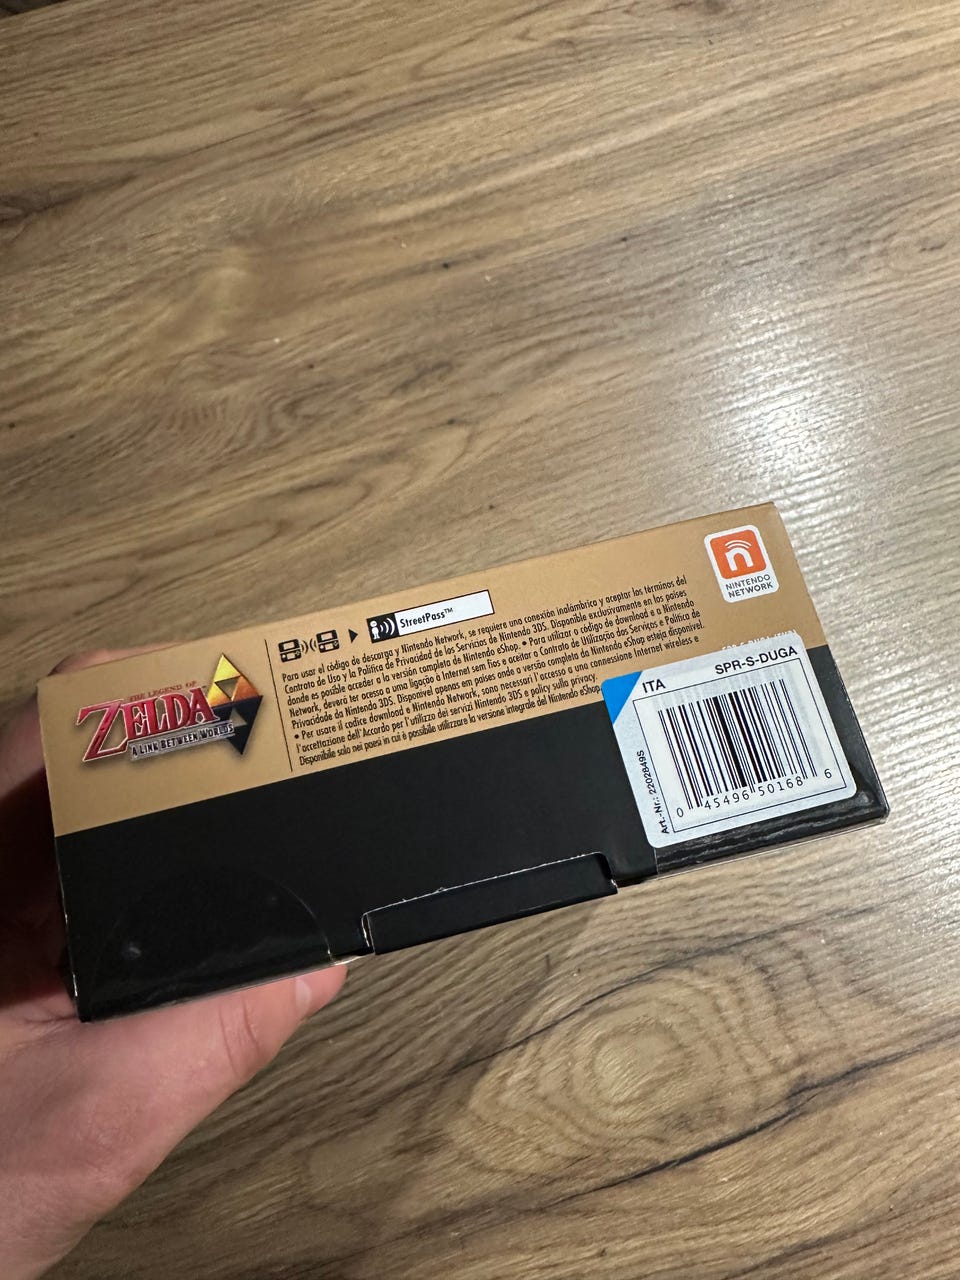 THE LEGEND OF
ZELDA
A LINK BETWEEN WORLDS
StreetPass™
Para usar el código de descarga y Nintendo Network, se requiere una conexión inalámbrica y aceptar los términos del
Contrato de Uso y la Política de Privacidad de los Servicios de Nintendo 3DS. Disponible exclusivamente en los países
donde es posible acceder a la versión completa de Nintendo eShop. • Para utilizar o código de download e a Nintendo
Network, deverá ter acesso a uma ligação à Internet sem fios e aceitar o Contrato de Utilização dos Serviços e Política de
Privacidade da Nintendo 3DS. Disponível apenas em países onde a versão completa da Nintendo eShop esteja disponível.
• Per usare il codice download e Nintendo Network, sono necessari l'accesso a una connessione Internet wireless e
l'accettazione dell'Accordo per l'utilizzo dei servizi Nintendo 3DS e policy sulla privacy.
Disponibile solo nei paesi in cui è possibile utilizzare la versione integrale del Nintendo eShop.
n
NINTENDO
NETWORK
ITA
SPR-S-DUGA
Art.-Nr.: 2202849S
0 45496 50168 6